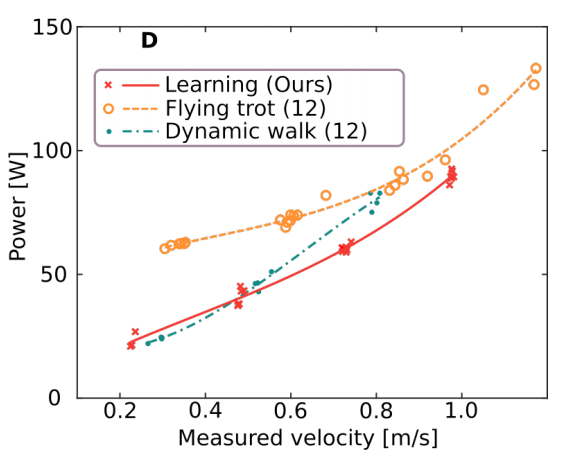 D
Learning (Ours)
Flying trot (12)
Dynamic walk (12)
150
100
50
0
Power [W]
0.2 0.4 0.6 0.8 1.0
Measured velocity [m/s]